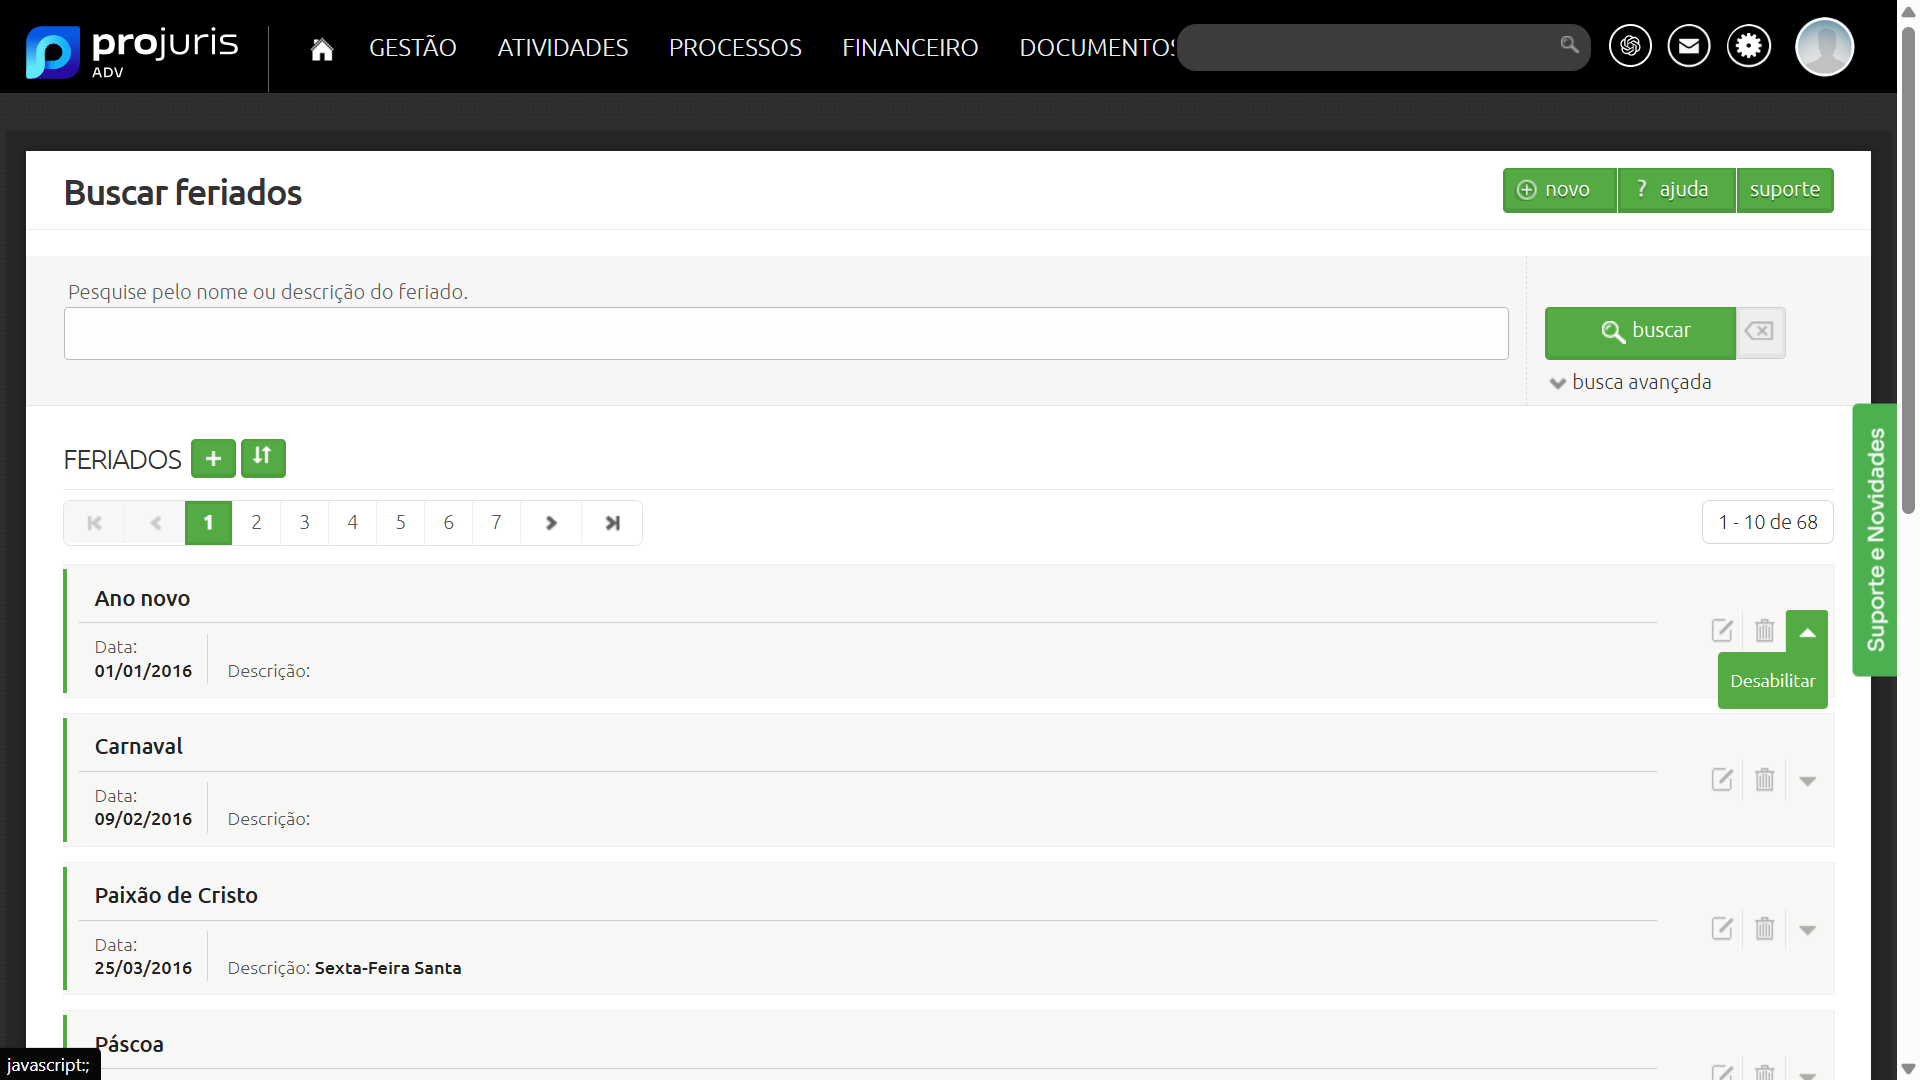 projuris
ADV
GESTÃO
ATIVIDADES
PROCESSOS
FINANCEIRO
DOCUMENTOS
Buscar feriados
novo
? ajuda
suporte
Pesquise pelo nome ou descrição do feriado.
buscar
busca avançada
FERIADOS
1 2 3 4 5 6 7
1 - 10 de 68
Suporte e Novidades
Ano novo
Data:
01/01/2016
Descrição:
Desabilitar
Carnaval
Data:
09/02/2016
Descrição:
Paixão de Cristo
Data:
25/03/2016
Descrição: Sexta-Feira Santa
Páscoa
javascript:;